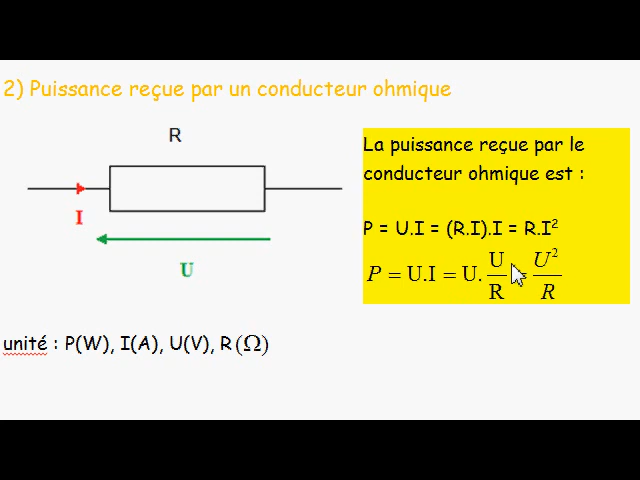 2) Puissance reçue par un conducteur ohmique
R
I
U
La puissance reçue par le
conducteur ohmique est :
P = U.I = (R.I).I = R.I²
P = U.I = U. U/R = U²/R
unité : P(W), I(A), U(V), R(Ω)